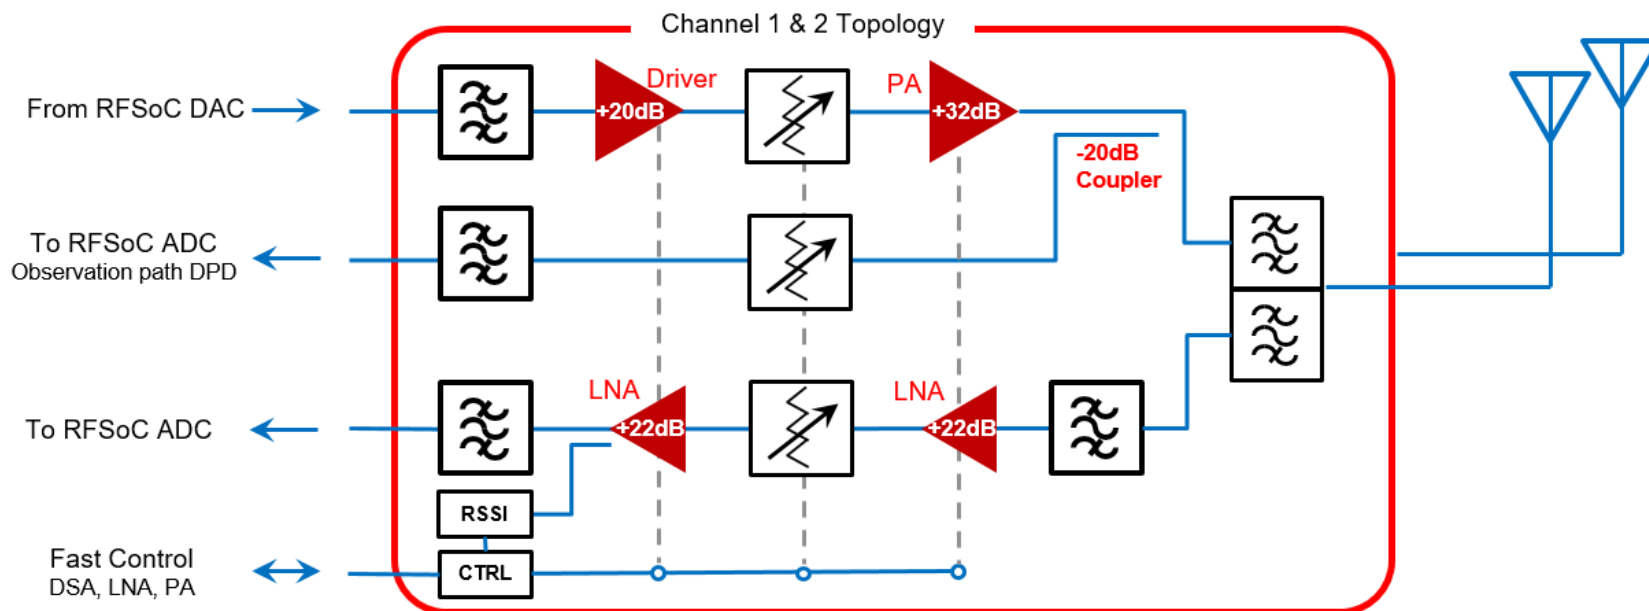 Channel 1 & 2 Topology
From RFSoC DAC
Driver
+20dB
PA
+32dB
-20dB
Coupler
To RFSoC ADC
Observation path DPD
To RFSoC ADC
LNA
+22dB
LNA
+22dB
RSSI
Fast Control
DSA, LNA, PA
CTRL